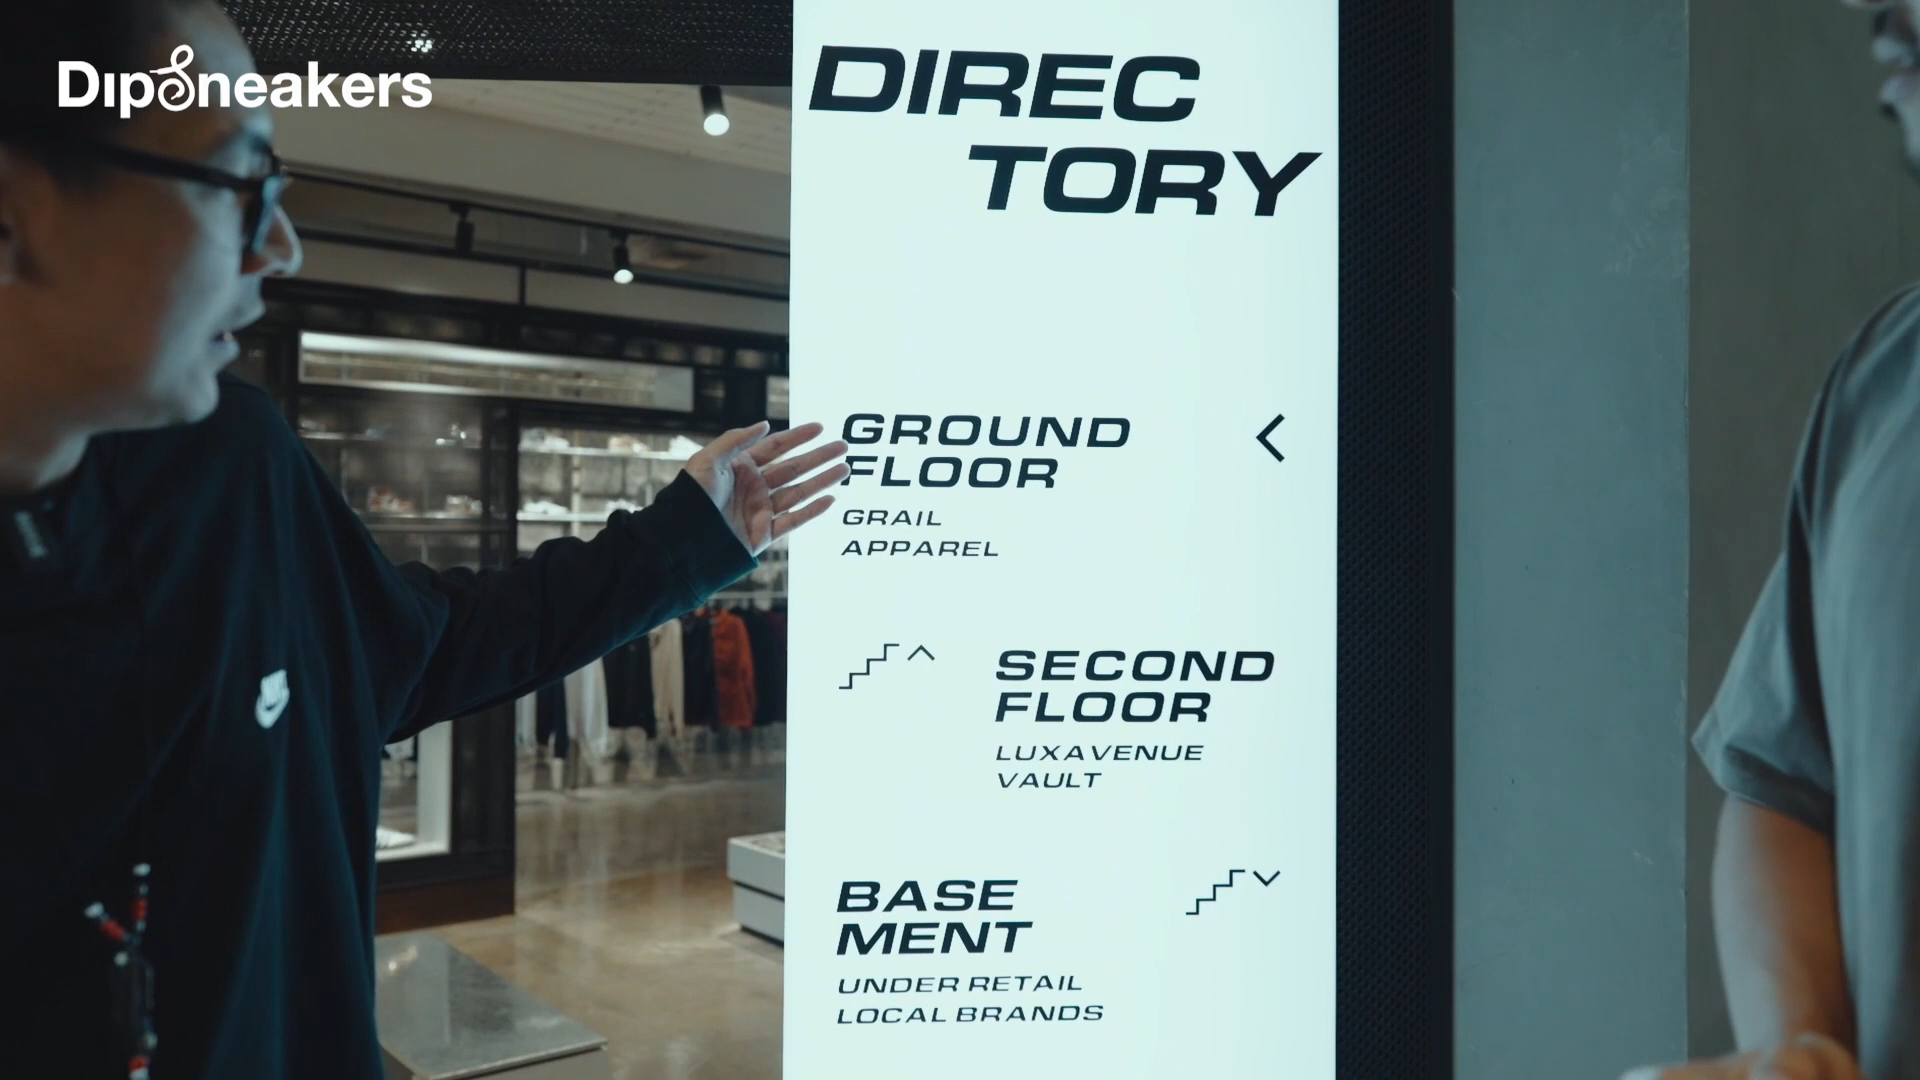 DipSneakers
DIREC
TORY
GROUND
FLOOR
GRAIL
APPAREL
SECOND
FLOOR
LUXAVENUE
VAULT
BASE
MENT
UNDER RETAIL
LOCAL BRANDS